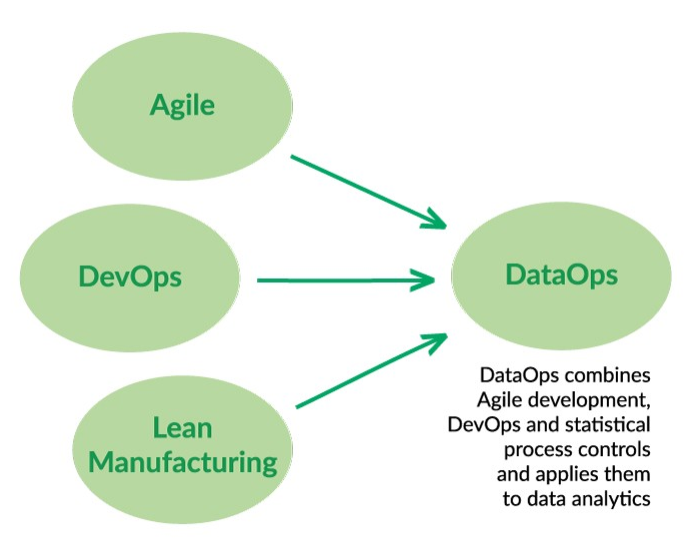 Agile
DevOps
DataOps
Lean
Manufacturing
DataOps combines
Agile development,
DevOps and statistical
process controls
and applies them
to data analytics